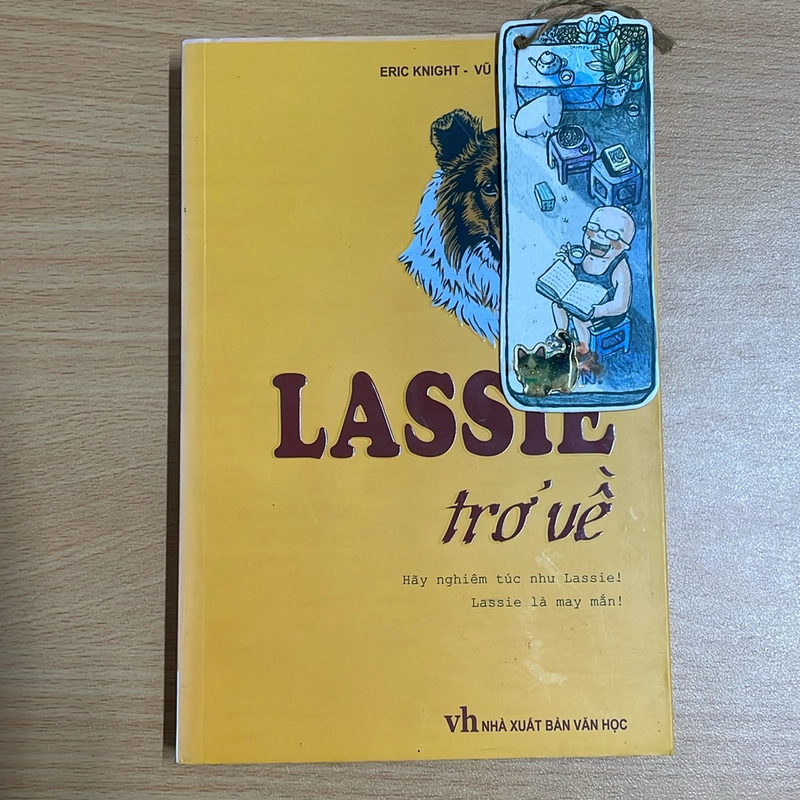 ERIC KNIGHT - VŨ
LASSIE
trở về
Hãy nghiêm túc như Lassie!
Lassie là may mắn!
vh NHÀ XUẤT BẢN VĂN HỌC